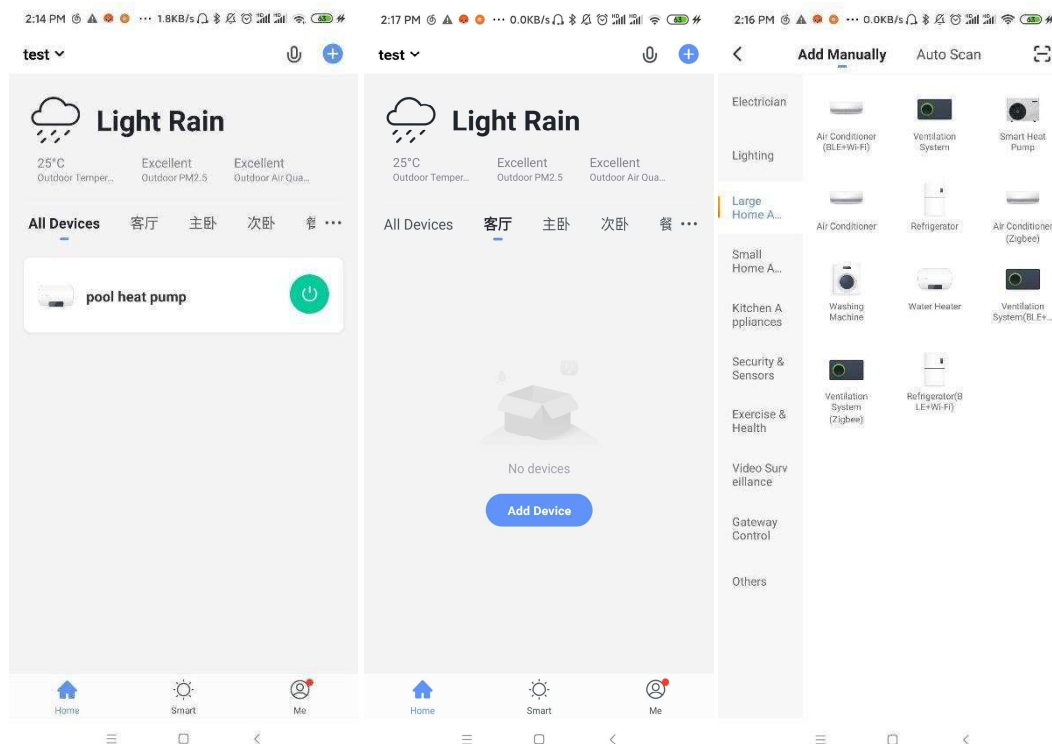 2:14 PM ··· 1.8KB/s 63
test
Light Rain
25°C Excellent Excellent
Outdoor Temper... Outdoor PM2.5 Outdoor Air Qua...
All Devices 客厅 主卧 次卧 ···
pool heat pump
Home Smart Me
2:17 PM ··· 0.0KB/s 63
test
Light Rain
25°C Excellent Excellent
Outdoor Temper... Outdoor PM2.5 Outdoor Air Qua...
All Devices 客厅 主卧 次卧 餐 ···
No devices
Add Device
Home Smart Me
2:16 PM ··· 0.0KB/s 63
Add Manually Auto Scan
Electrician
Lighting
Large
Home A...
Small
Home A...
Kitchen A
ppliances
Security &
Sensors
Exercise &
Health
Video Surv
eillance
Gateway
Control
Others
Air Conditioner
(BLE+Wi-Fi)
Ventilation
System
Smart Heat
Pump
Air Conditioner
Refrigerator
Air Conditioner
(Zigbee)
Washing
Machine
Water Heater
Ventilation
System(BLE+...
Ventilation
System
(Zigbee)
Refrigerator(B
LE+Wi-Fi)